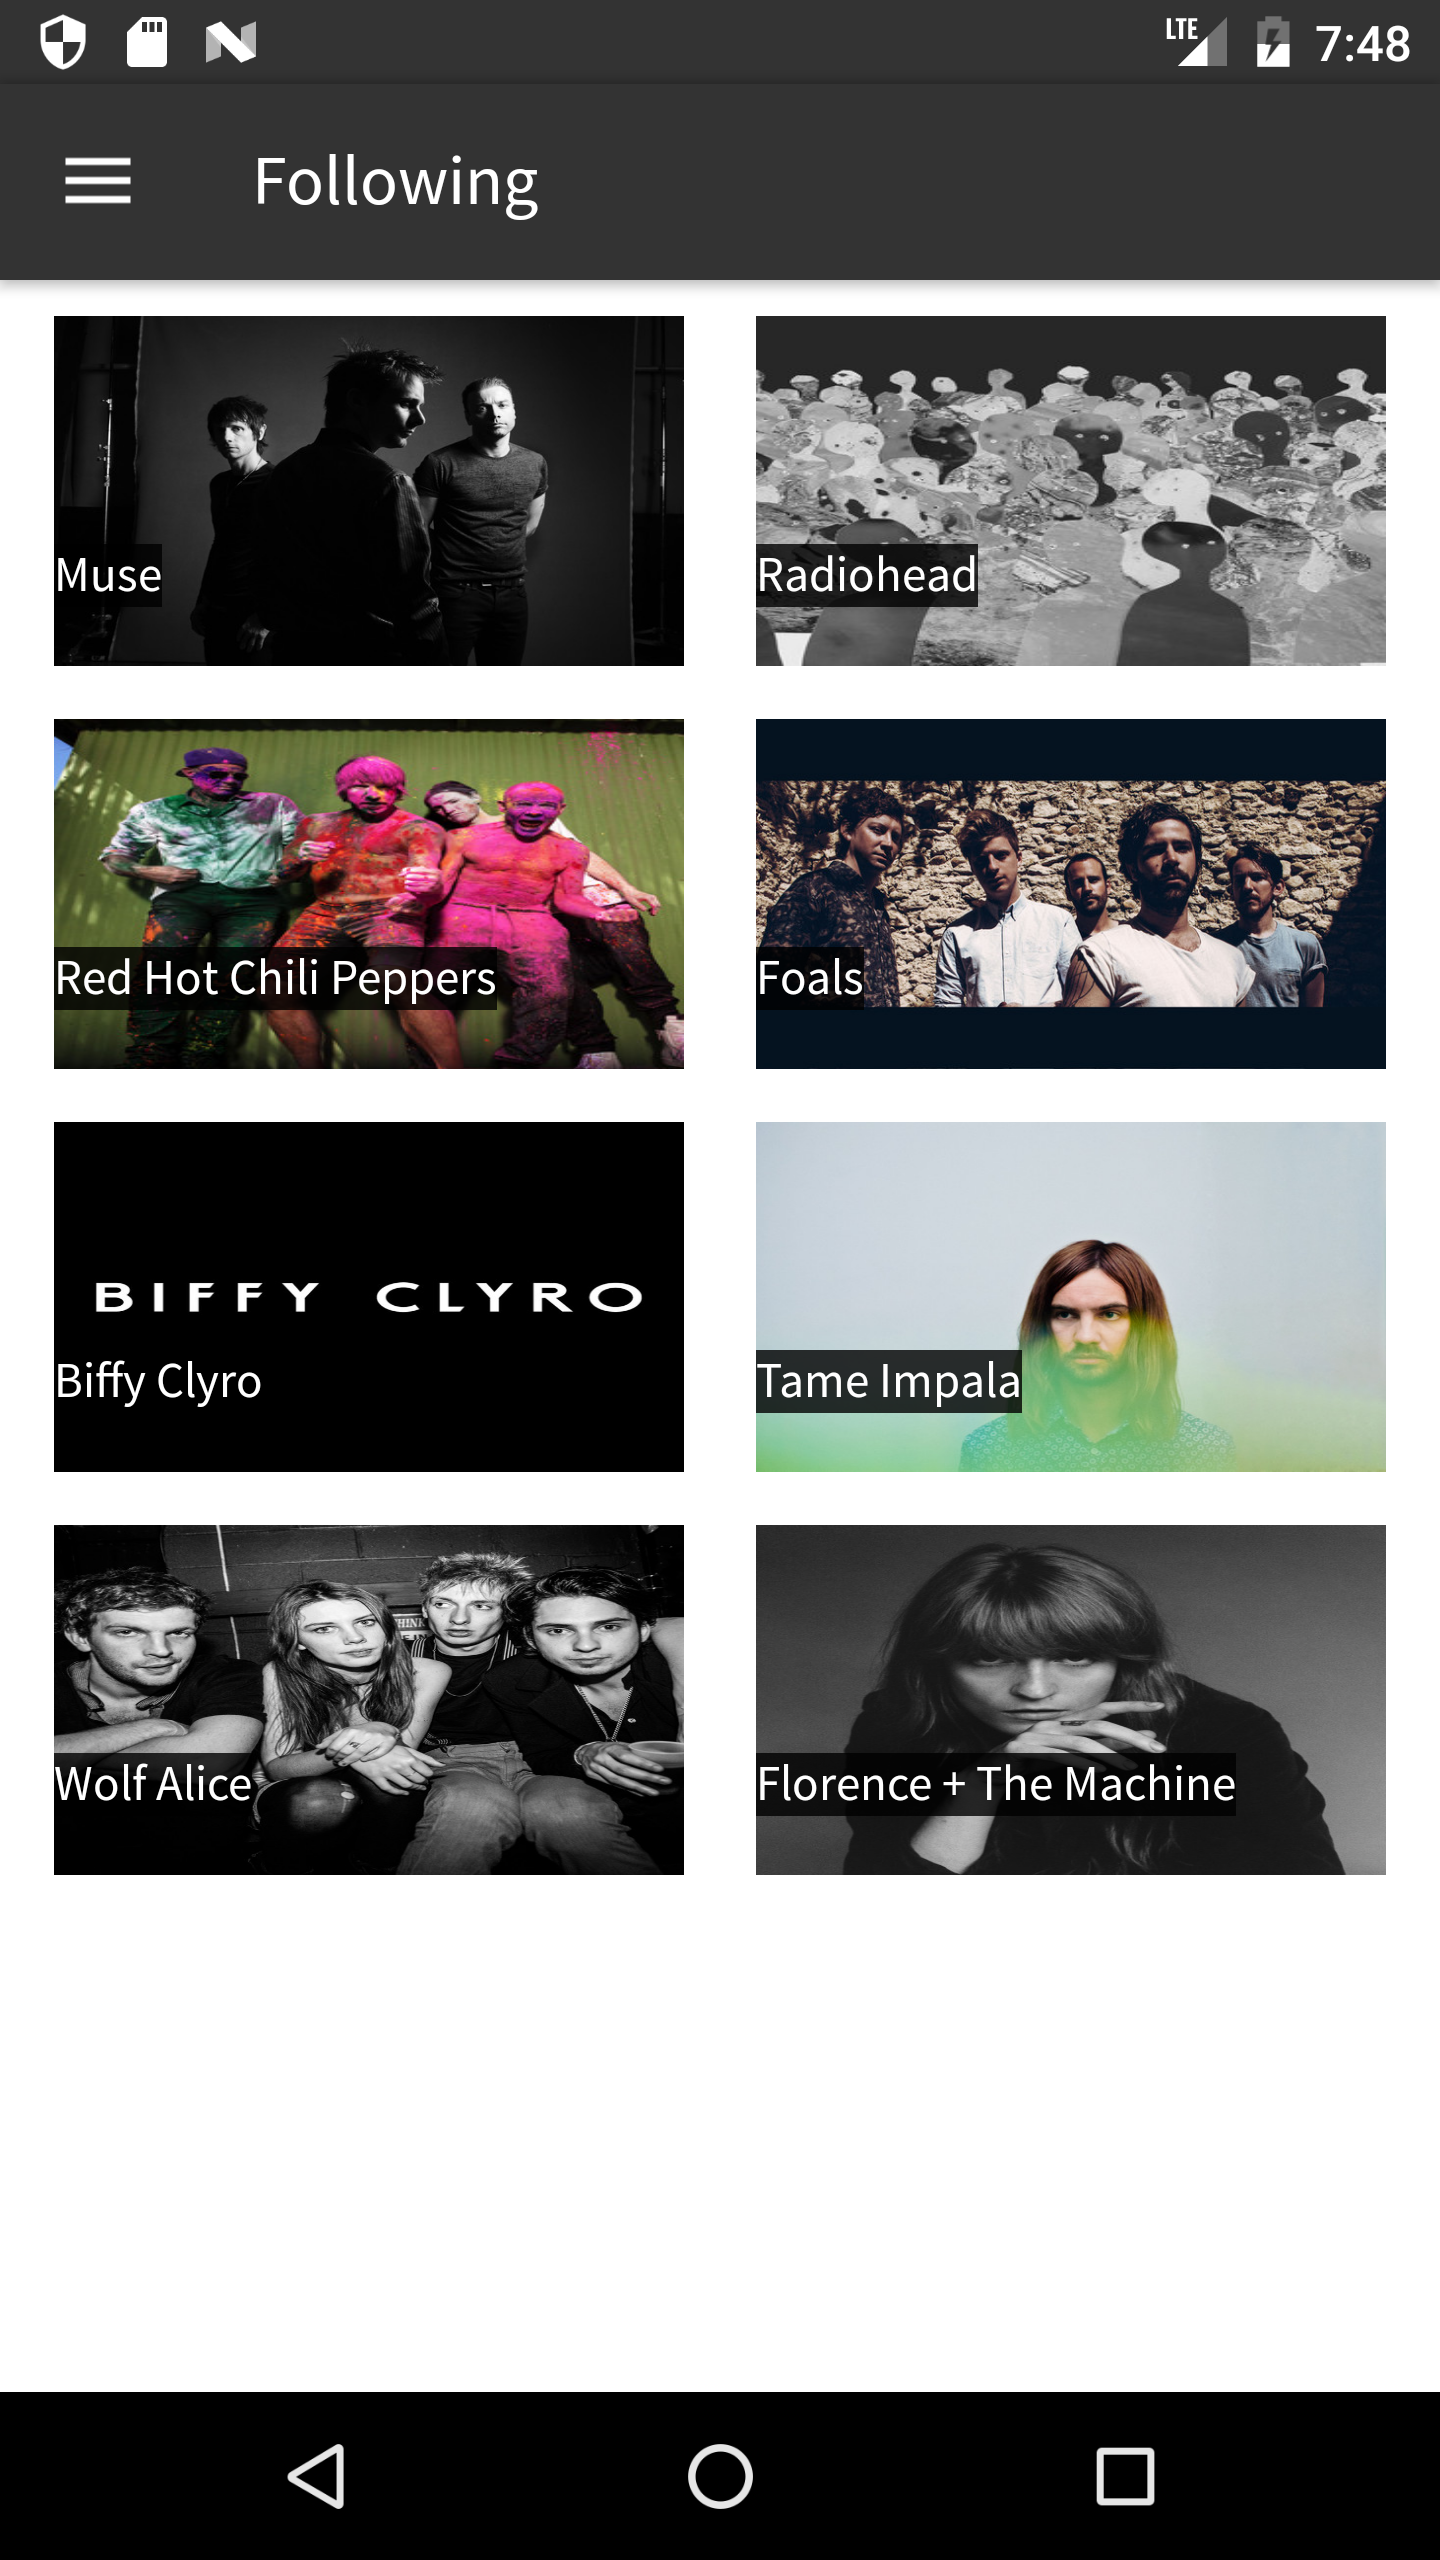 LTE 7:48
Following
Muse
Radiohead
Red Hot Chili Peppers
Foals
BIFFY CLYRO
Biffy Clyro
Tame Impala
Wolf Alice
Florence + The Machine